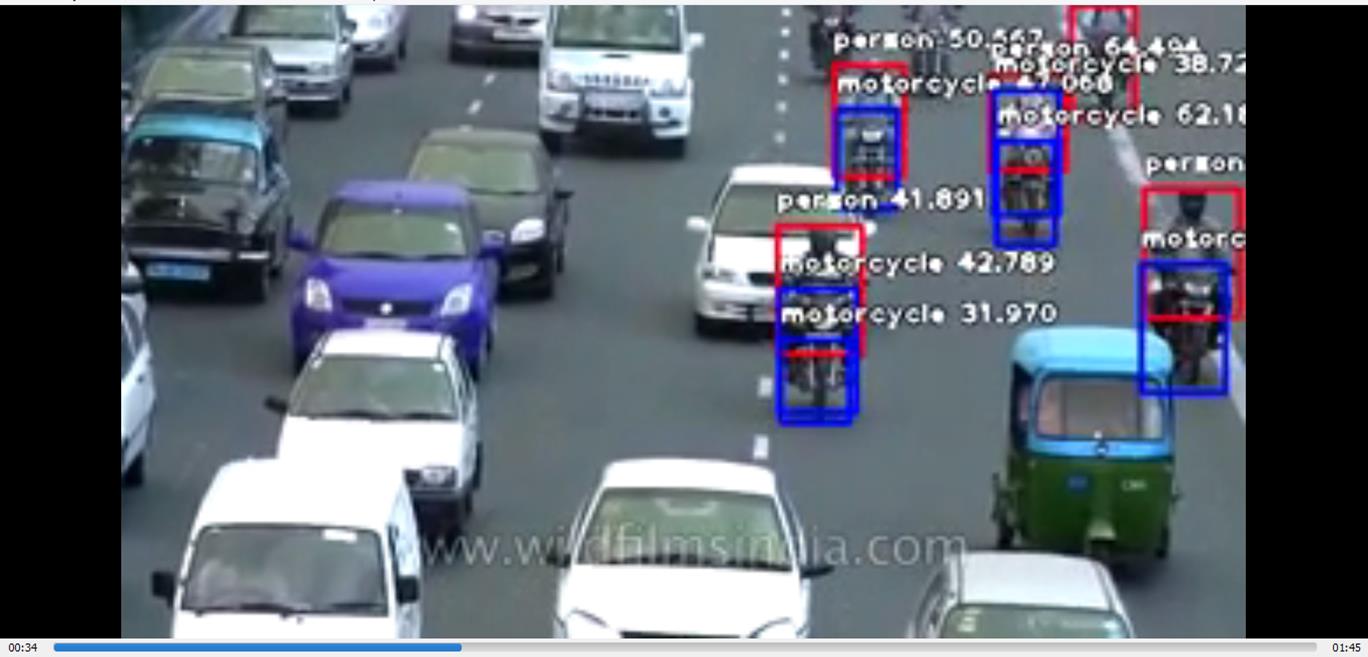 person 50.567
person 64.494
motorcycle 38.72
motorcycle 47.068
motorcycle 62.18
person
person 41.891
motorc
motorcycle 42.789
motorcycle 31.970
www.wildfilmsindia.com
00:34
01:45